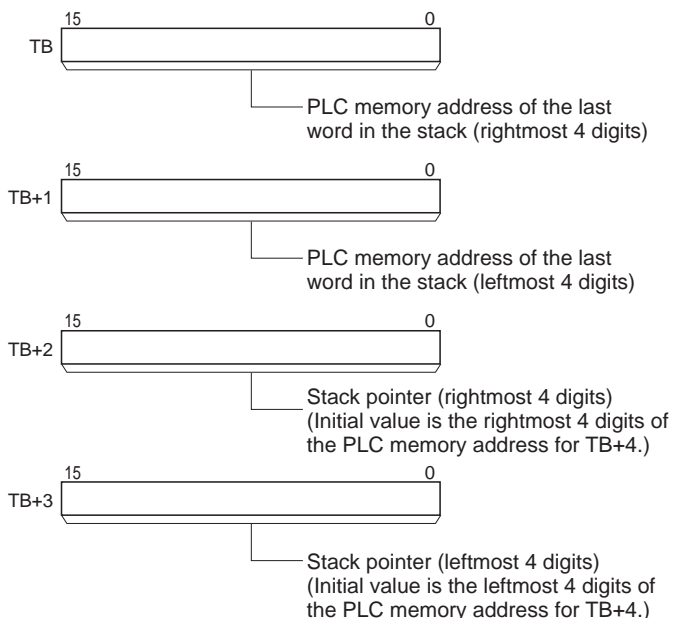 15 0
TB
PLC memory address of the last
word in the stack (rightmost 4 digits)
15 0
TB+1
PLC memory address of the last
word in the stack (leftmost 4 digits)
15 0
TB+2
Stack pointer (rightmost 4 digits)
(Initial value is the rightmost 4 digits of
the PLC memory address for TB+4.)
15 0
TB+3
Stack pointer (leftmost 4 digits)
(Initial value is the leftmost 4 digits of
the PLC memory address for TB+4.)